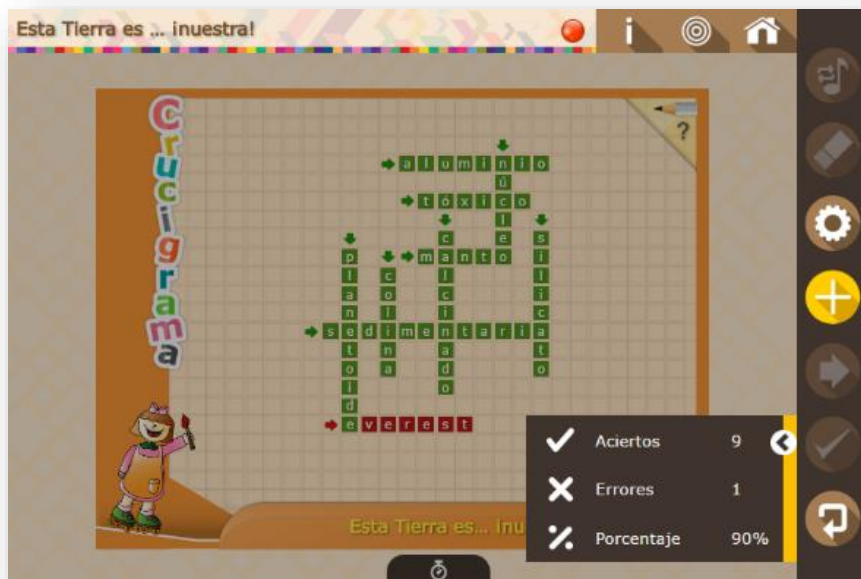 Esta Tierra es ... ¡nuestra!
i
Crucigrama
?
aluminio
núcleo
tóxico
calcinado
silicato
planetoide
colina
manto
sedimentaria
everest
Aciertos 9
Errores 1
Porcentaje 90%
Esta Tierra es... ¡nu